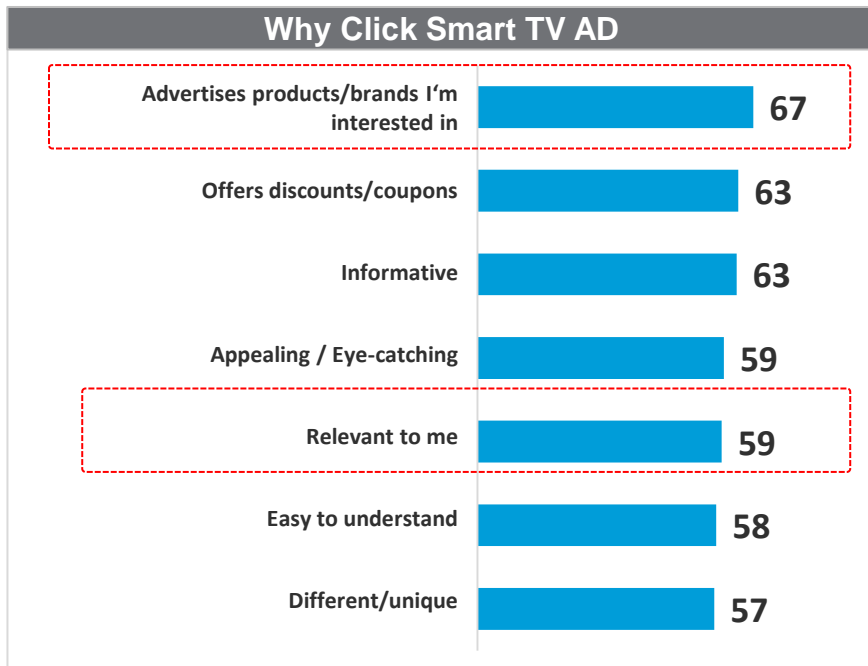 Why Click Smart TV AD
Advertises products/brands I‘m
interested in
67
Offers discounts/coupons
63
Informative
63
Appealing / Eye-catching
59
Relevant to me
59
Easy to understand
58
Different/unique
57